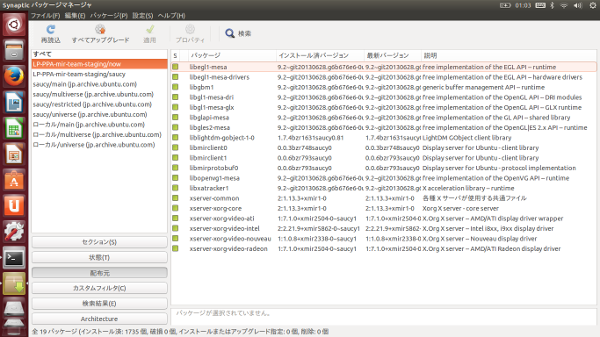 Synaptic パッケージマネージャ
01:03
ファイル(F) 編集(E) パッケージ(P) 設定(S) ヘルプ(H)
再読込 すべてアップグレード 適用 プロパティ 検索
すべて
LP-PPA-mir-team-staging/now
LP-PPA-mir-team-staging/saucy
saucy/main (jp.archive.ubuntu.com)
saucy/multiverse (jp.archive.ubuntu.com)
saucy/restricted (jp.archive.ubuntu.com)
saucy/universe (jp.archive.ubuntu.com)
ローカル/main (jp.archive.ubuntu.com)
ローカル/multiverse (jp.archive.ubuntu.com)
ローカル/universe (jp.archive.ubuntu.com)
セクション(S)
状態(T)
配布元
カスタムフィルタ(C)
検索結果(E)
Architecture
S パッケージ インストール済バージョン 最新バージョン 説明
libegl1-mesa 9.2~git20130628.g6b676e6-0u 9.2~git20130628.g free implementation of the EGL API -- runtime
libegl1-mesa-drivers 9.2~git20130628.g6b676e6-0u 9.2~git20130628.g free implementation of the EGL API -- hardware drivers
libgbm1 9.2~git20130628.g6b676e6-0u 9.2~git20130628.g generic buffer management API -- runtime
libgl1-mesa-dri 9.2~git20130628.g6b676e6-0u 9.2~git20130628.g free implementation of the OpenGL API -- DRI modules
libgl1-mesa-glx 9.2~git20130628.g6b676e6-0u 9.2~git20130628.g free implementation of the OpenGL API -- GLX runtime
libglapi-mesa 9.2~git20130628.g6b676e6-0u 9.2~git20130628.g free implementation of the GL API -- shared library
libgles2-mesa 9.2~git20130628.g6b676e6-0u 9.2~git20130628.g free implementation of the OpenGL|ES 2.x API -- runtime
liblightdm-gobject-1-0 1.7.4bzr1631saucy0.81 1.7.4bzr1631saucy0 LightDM GObject client library
libmirclient0 0.0.3bzr748saucy0 0.0.3bzr748saucy0 Display server for Ubuntu - client library
libmirclient1 0.0.6bzr793saucy0 0.0.6bzr793saucy0 Display server for Ubuntu - client library
libmirprotobuf0 0.0.6bzr793saucy0 0.0.6bzr793saucy0 Display server for Ubuntu - protocol implementation
libopenvg1-mesa 9.2~git20130628.g6b676e6-0u 9.2~git20130628.g free implementation of the OpenVG API -- runtime
libxatracker1 9.2~git20130628.g6b676e6-0u 9.2~git20130628.g X acceleration library -- runtime
xserver-common 2:1.13.3+xmir1-0 2:1.13.3+xmir1-0 各種 X サーバが使用する共通ファイル
xserver-xorg-core 2:1.13.3+xmir1-0 2:1.13.3+xmir1-0 Xorg X server - core server
xserver-xorg-video-ati 1:7.1.0+xmir2504-0~saucy1 1:7.1.0+xmir2504-0 X.Org X server -- AMD/ATI display driver wrapper
xserver-xorg-video-intel 2:2.21.9+xmir5862-0~saucy1 2:2.21.9+xmir5862- X.Org X server -- Intel i8xx, i9xx display driver
xserver-xorg-video-nouveau 1:1.0.8+xmir2338-0~saucy1 1:1.0.8+xmir2338-0 X.Org X server -- Nouveau display driver
xserver-xorg-video-radeon 1:7.1.0+xmir2504-0~saucy1 1:7.1.0+xmir2504-0 X.Org X server -- AMD/ATI Radeon display driver
パッケージが選択されていません。
全 19 パッケージ (インストール済: 1735 個, 破損 0 個, インストールまたはアップグレード指定: 0 個, 削除: 0 個)